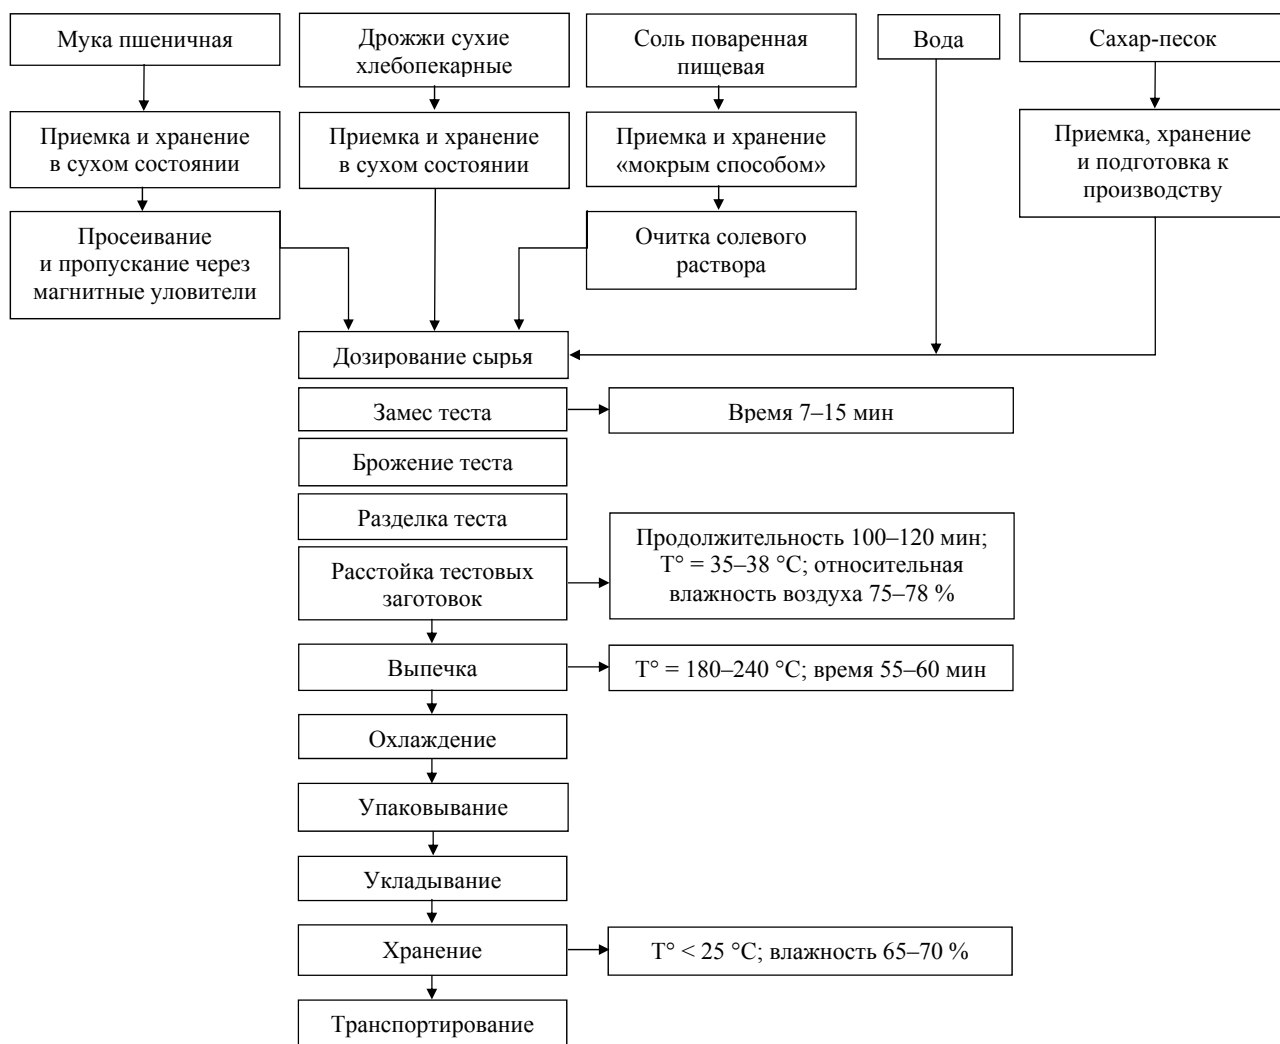 Мука пшеничная
Дрожжи сухие
хлебопекарные
Соль поваренная
пищевая
Вода
Сахар-песок
Приемка и хранение
в сухом состоянии
Приемка и хранение
в сухом состоянии
Приемка и хранение
«мокрым способом»
Приемка, хранение
и подготовка к
производству
Просеивание
и пропускание через
магнитные уловители
Очитка солевого
раствора
Дозирование сырья
Замес теста
Время 7–15 мин
Брожение теста
Разделка теста
Расстойка тестовых
заготовок
Продолжительность 100–120 мин;
Т° = 35–38 °С; относительная
влажность воздуха 75–78 %
Выпечка
Т° = 180–240 °С; время 55–60 мин
Охлаждение
Упаковывание
Укладывание
Хранение
Т° < 25 °С; влажность 65–70 %
Транспортирование